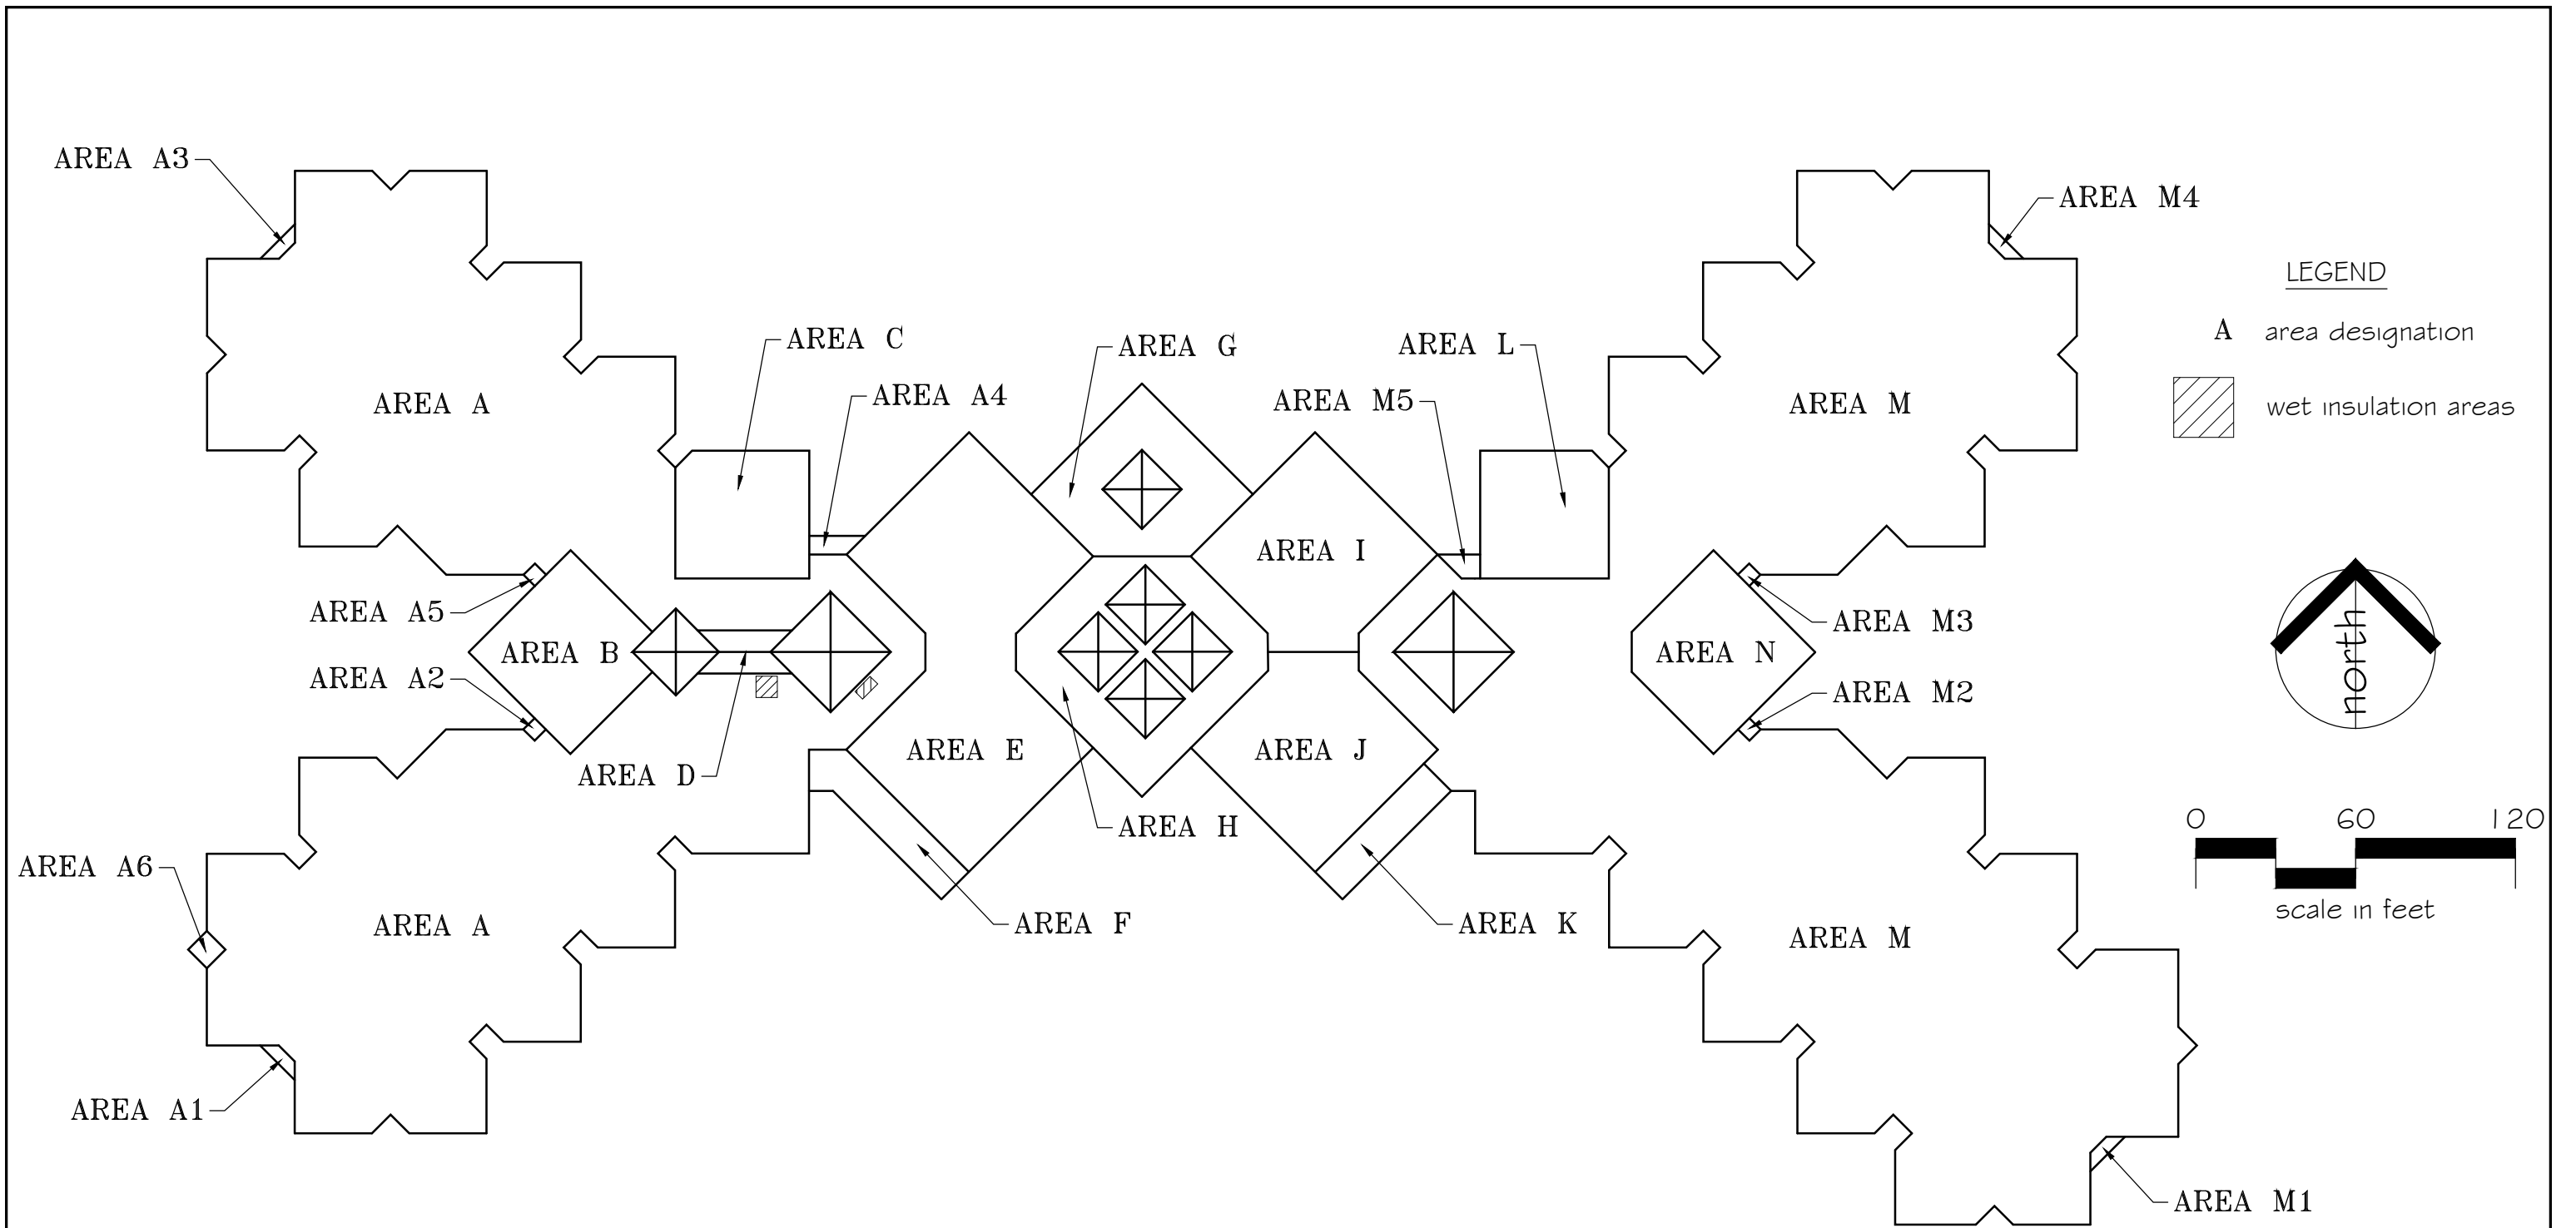 AREA A3
AREA M4
LEGEND
A area designation
wet insulation areas
AREA C
AREA G
AREA L
AREA A4
AREA M5
AREA A
AREA M
AREA I
AREA A5
AREA B
AREA N
AREA M3
AREA A2
AREA M2
north
AREA D
AREA E
AREA J
AREA H
0 60 120
scale in feet
AREA A6
AREA A
AREA F
AREA K
AREA M
AREA A1
AREA M1